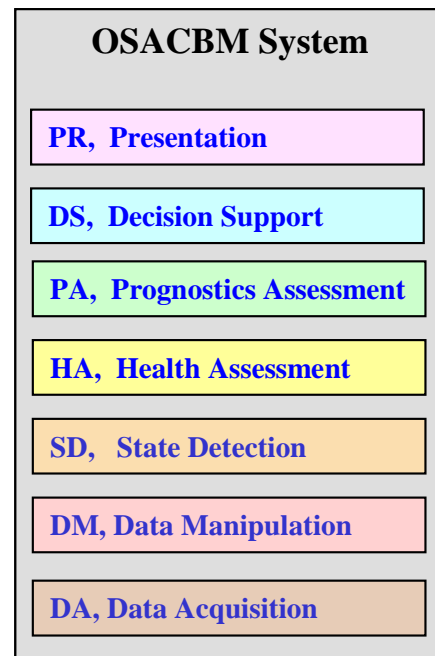 OSACBM System
PR, Presentation
DS, Decision Support
PA, Prognostics Assessment
HA, Health Assessment
SD, State Detection
DM, Data Manipulation
DA, Data Acquisition